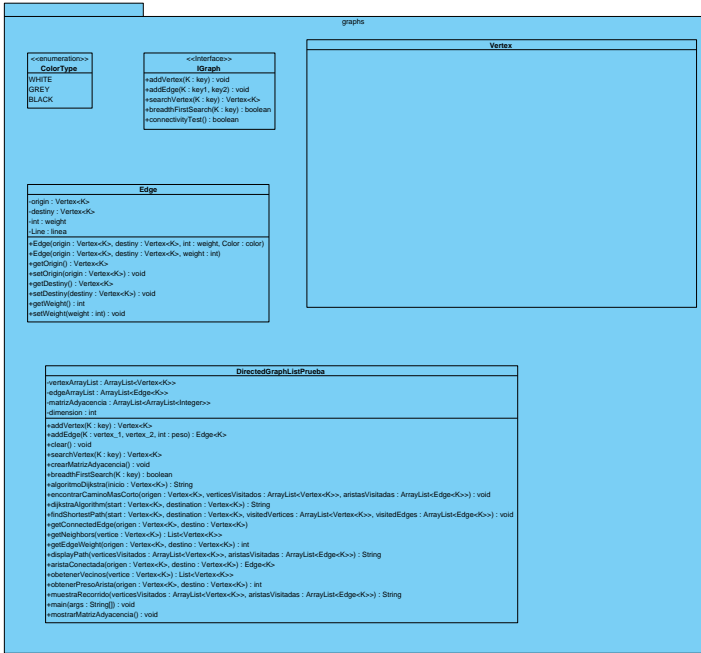 graphs
<<enumeration>>
ColorType
WHITE
GREY
BLACK
<<Interface>>
IGraph
+addVertex(K : key) : void
+addEdge(K : key1, key2) : void
+searchVertex(K : key) : Vertex<K>
+breadthFirstSearch(K : key) : boolean
+connectivityTest() : boolean
Vertex
Edge
-origin : Vertex<K>
-destiny : Vertex<K>
-int : weight
-Line : linea
+Edge(origin : Vertex<K>, destiny : Vertex<K>, int : weight, Color : color)
+Edge(origin : Vertex<K>, destiny : Vertex<K>, weight : int)
+getOrigin() : Vertex<K>
+setOrigin(origin : Vertex<K>) : void
+getDestiny() : Vertex<K>
+setDestiny(destiny : Vertex<K>) : void
+getWeight() : int
+setWeight(weight : int) : void
DirectedGraphListPrueba
-vertexArrayList : ArrayList<Vertex<K>>
-edgeArrayList : ArrayList<Edge<K>>
-matrizAdyacencia : ArrayList<ArrayList<Integer>>
-dimension : int
+addVertex(K : key) : Vertex<K>
+addEdge(K : vertex_1, vertex_2, int : peso) : Edge<K>
+clear() : void
+searchVertex(K : key) : Vertex<K>
+crearMatrizAdyacencia() : void
+breadthFirstSearch(K : key) : boolean
+algoritmoDijkstra(inicio : Vertex<K>) : String
+encontrarCaminoMasCorto(origen : Vertex<K>, verticesVisitados : ArrayList<Vertex<K>>, aristasVisitadas : ArrayList<Edge<K>>) : void
+dijkstraAlgorithm(start : Vertex<K>, destination : Vertex<K>) : String
+findShortestPath(start : Vertex<K>, destination : Vertex<K>, visitedVertices : ArrayList<Vertex<K>>, visitedEdges : ArrayList<Edge<K>>) : void
+getConnectedEdge(origen : Vertex<K>, destino : Vertex<K>)
+getNeighbors(vertice : Vertex<K>) : List<Vertex<K>>
+getEdgeWeight(origen : Vertex<K>, destino : Vertex<K>) : int
+displayPath(verticesVisitados : ArrayList<Vertex<K>>, aristasVisitadas : ArrayList<Edge<K>>) : String
+aristaConectada(origen : Vertex<K>, destino : Vertex<K>) : Edge<K>
+obetenerVecinos(vertice : Vertex<K>) : List<Vertex<K>>
+obtenerPresoArista(origen : Vertex<K>, destino : Vertex<K>) : int
+muestraRecorrido(verticesVisitados : ArrayList<Vertex<K>>, aristasVisitadas : ArrayList<Edge<K>>) : String
+main(args : String[]) : void
+mostrarMatrizAdyacencia() : void